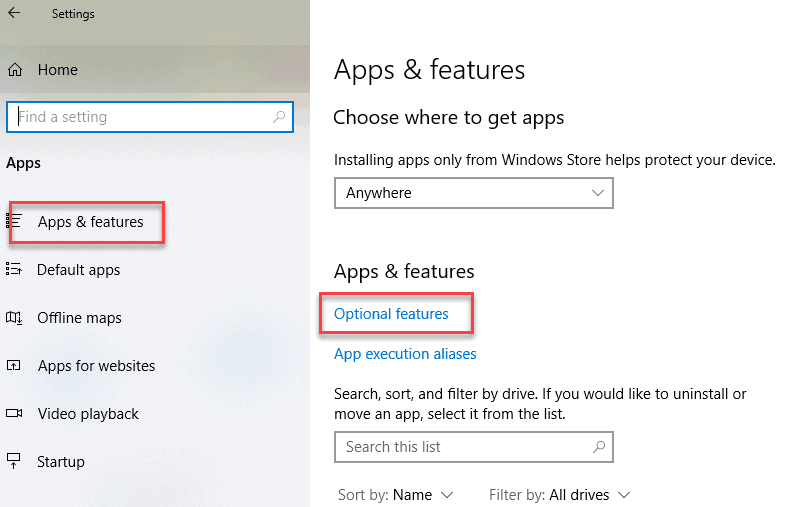 Settings
Home
Find a setting
Apps
Apps & features
Default apps
Offline maps
Apps for websites
Video playback
Startup
Apps & features
Choose where to get apps
Installing apps only from Windows Store helps protect your device.
Anywhere
Apps & features
Optional features
App execution aliases
Search, sort, and filter by drive. If you would like to uninstall or
move an app, select it from the list.
Search this list
Sort by: Name
Filter by: All drives